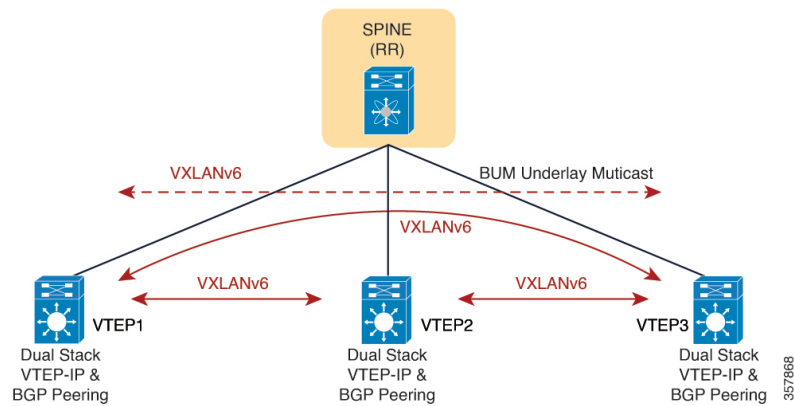 SPINE
(RR)
VXLANv6
BUM Underlay Muticast
VXLANv6
VXLANv6
VXLANv6
VTEP1
VTEP2
VTEP3
Dual Stack
VTEP-IP &
BGP Peering
Dual Stack
VTEP-IP &
BGP Peering
Dual Stack
VTEP-IP &
BGP Peering
357868